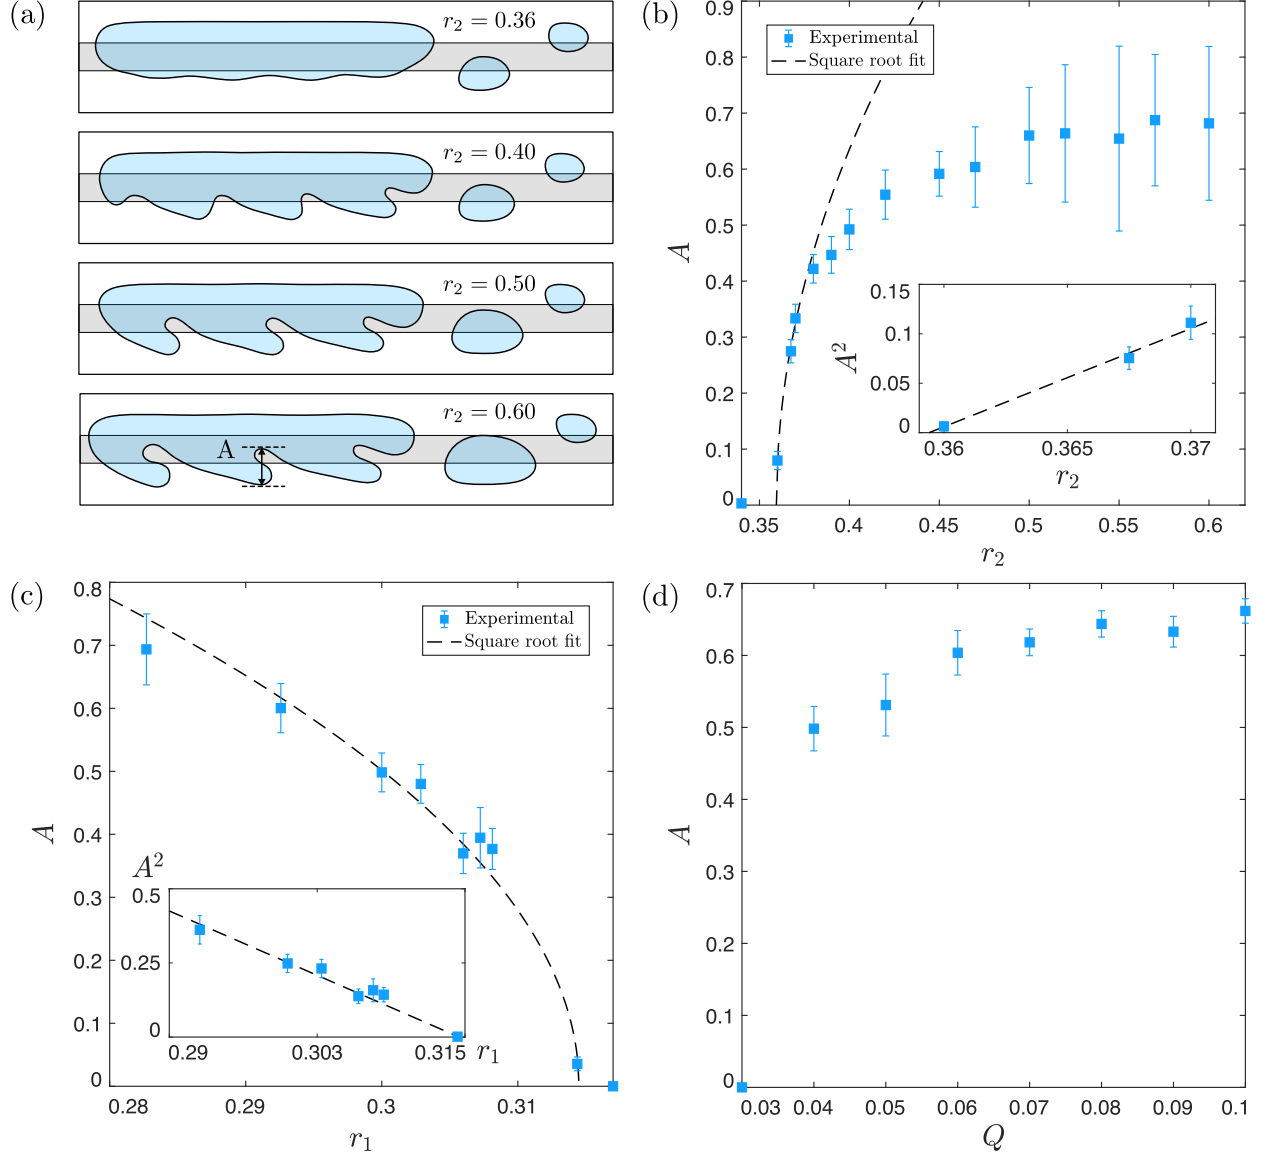 (a)
r₂ = 0.36
r₂ = 0.40
r₂ = 0.50
r₂ = 0.60
A
(b)
0.9
0.8
0.7
0.6
0.5
0.4
0.3
0.2
0.1
0
A
Experimental
Square root fit
0.15
0.1
0.05
0
A²
0.36 0.365 0.37
r₂
0.35 0.4 0.45 0.5 0.55 0.6
r₂
(c)
0.8
0.7
0.6
0.5
0.4
0.3
0.2
0.1
0
A
Experimental
Square root fit
A²
0.5
0.25
0
0.29 0.303 0.315 r₁
0.28 0.29 0.3 0.31
r₁
(d)
0.7
0.6
0.5
0.4
0.3
0.2
0.1
0
A
0.03 0.04 0.05 0.06 0.07 0.08 0.09 0.1
Q